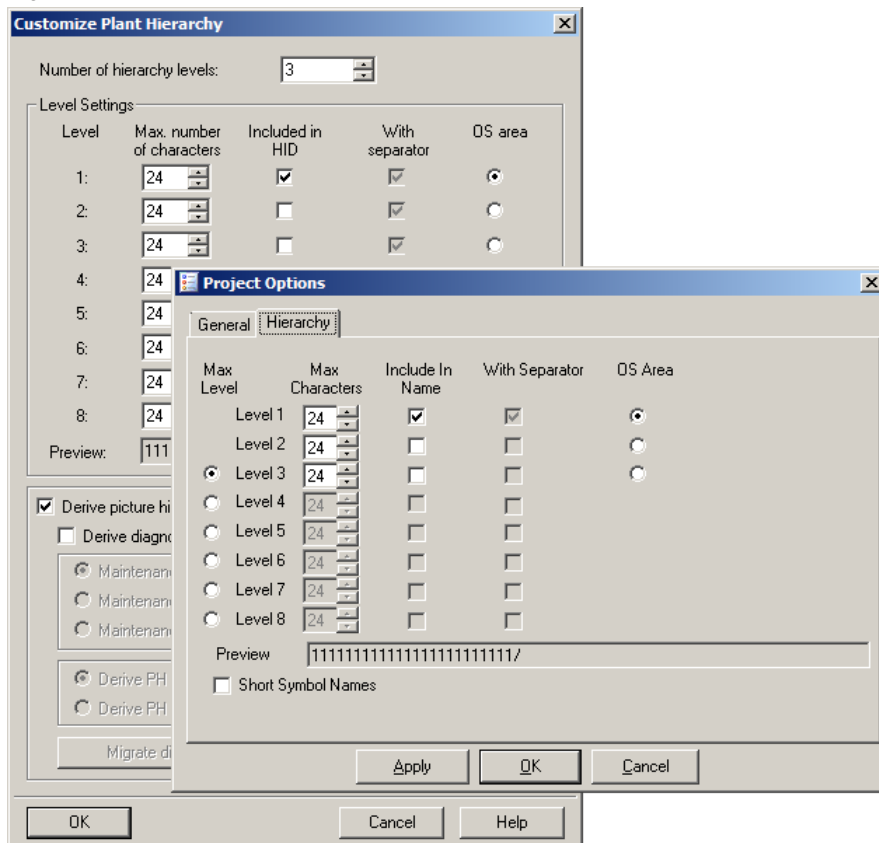 Customize Plant Hierarchy
Number of hierarchy levels: 3
Level Settings
Level Max. number of characters Included in HID With separator OS area
1: 24
2: 24
3: 24
4: 24
5: 24
6: 24
7: 24
8: 24
Preview: 111
Derive picture hi
Derive diagno
Maintenan
Maintenan
Maintenan
Derive PH
Derive PH
Migrate di
OK Cancel Help
Project Options
General Hierarchy
Max Level Max Characters Include In Name With Separator OS Area
Level 1 24
Level 2 24
Level 3 24
Level 4 24
Level 5 24
Level 6 24
Level 7 24
Level 8 24
Preview 111111111111111111111111/
Short Symbol Names
Apply OK Cancel